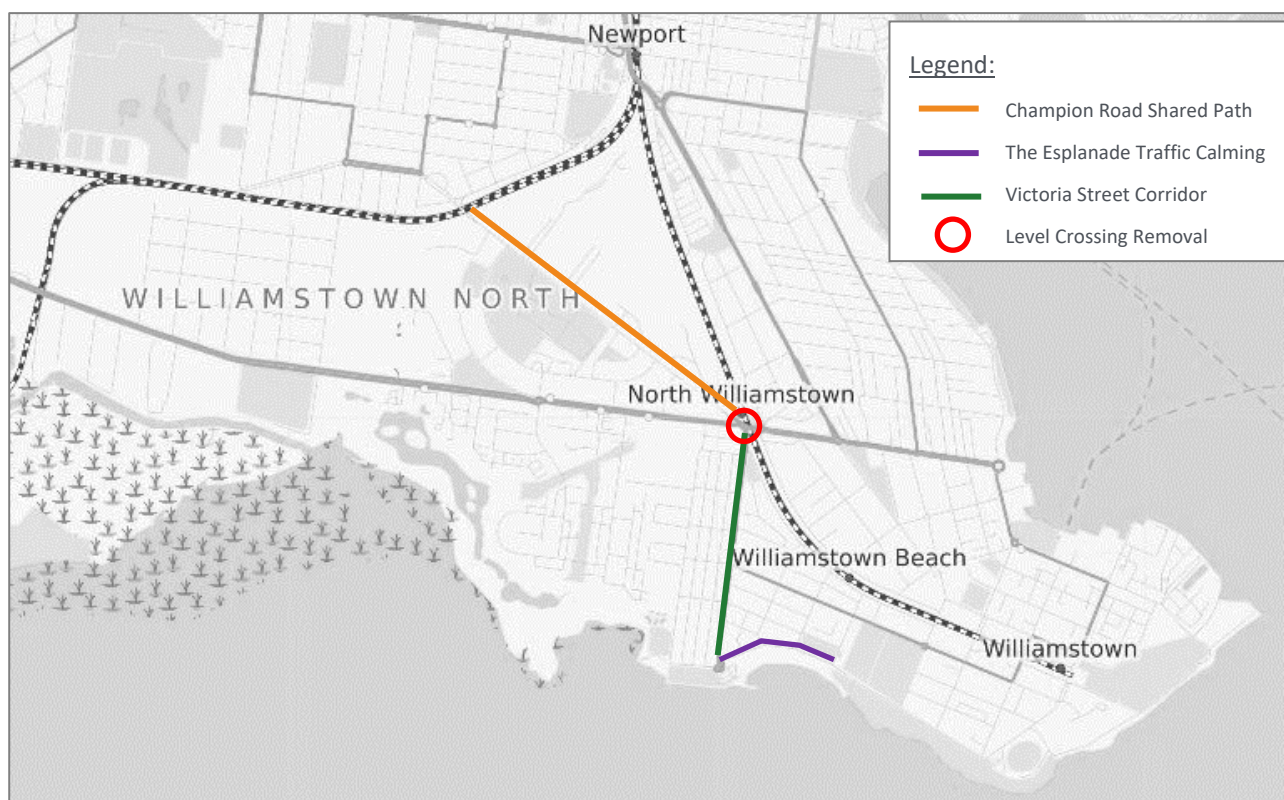 Newport
Legend:
Champion Road Shared Path
The Esplanade Traffic Calming
Victoria Street Corridor
Level Crossing Removal
WILLIAMSTOWN NORTH
North Williamstown
Williamstown Beach
Williamstown